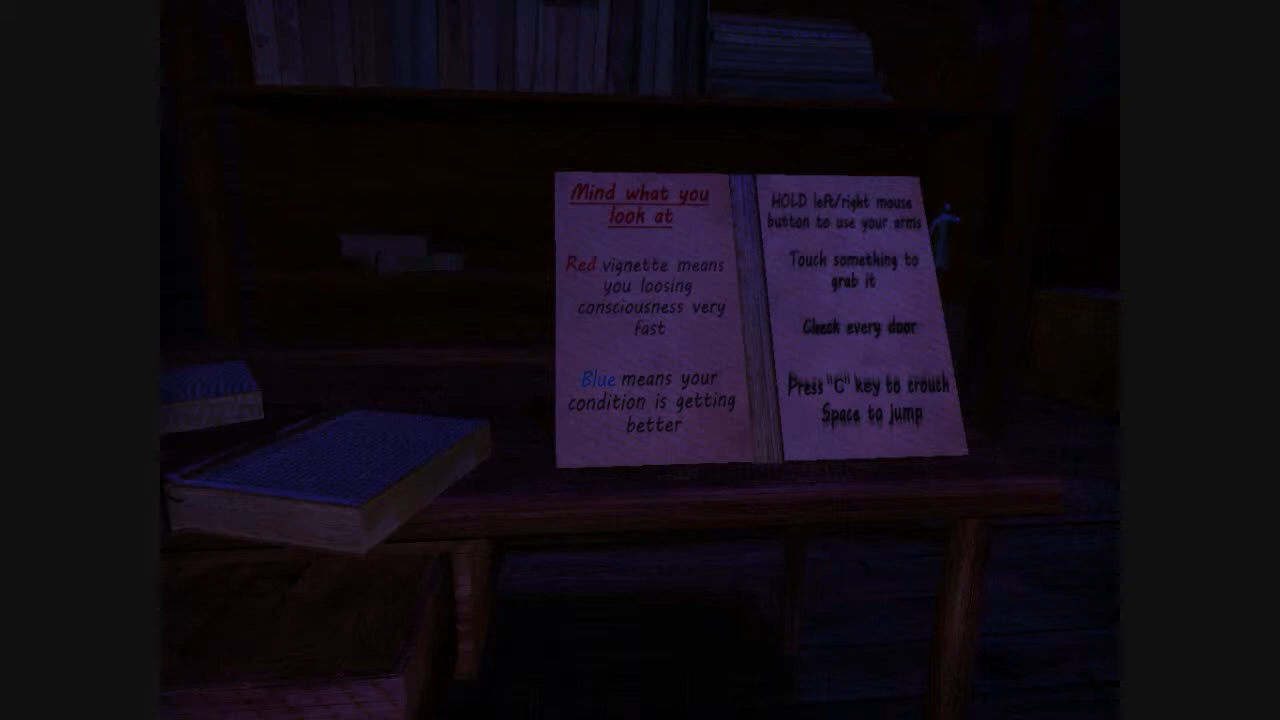 Mind what you
look at
Red vignette means
you loosing
consciousness very
fast
Blue means your
condition is getting
better
HOLD left/right mouse
button to use your arms
Touch something to
grab it
Check every door
Press "C" key to crouch
Space to jump